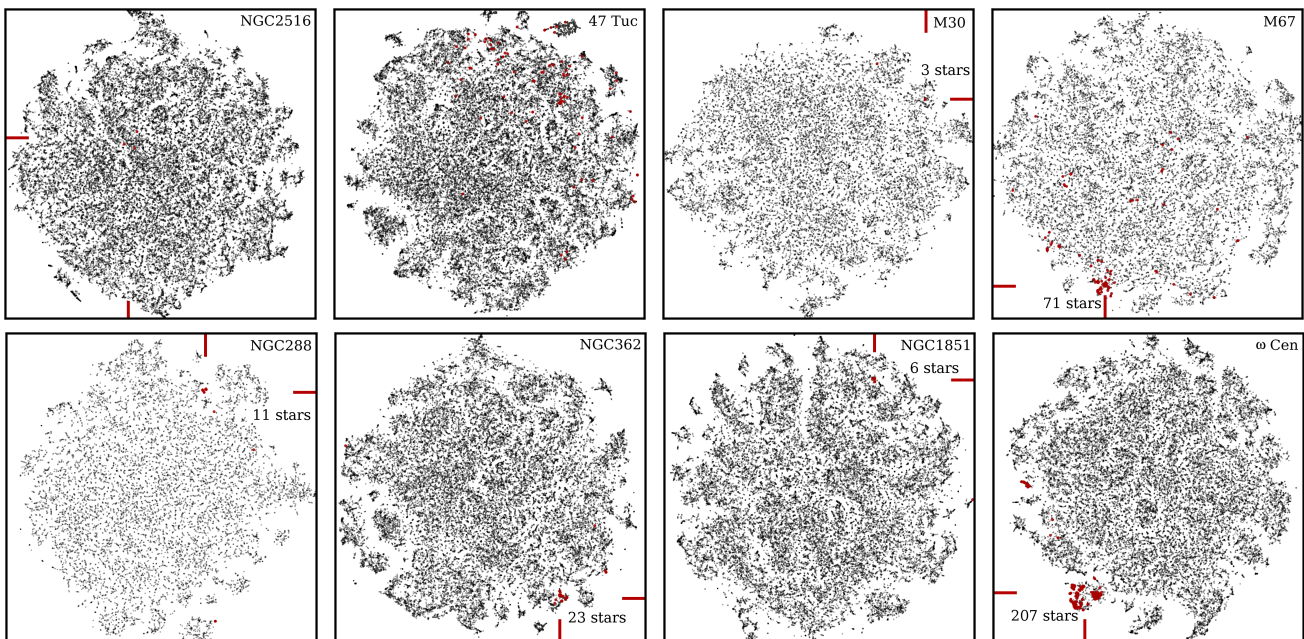 NGC2516
47 Tuc
M30
3 stars
M67
71 stars
NGC288
11 stars
NGC362
23 stars
NGC1851
6 stars
ω Cen
207 stars